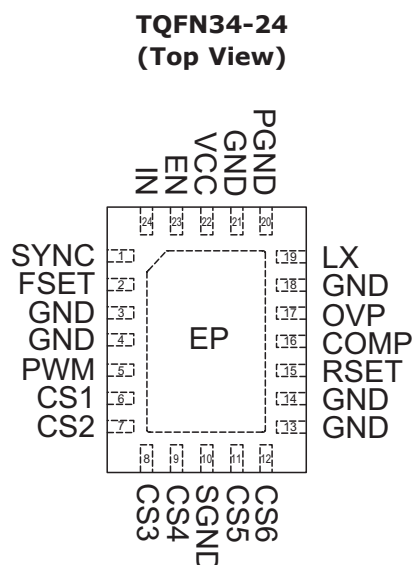 TQFN34-24
(Top View)
IN
EN
VCC
GND
PGND
24
23
22
21
20
SYNC 1
FSET 2
GND 3
GND 4
PWM 5
CS1 6
CS2 7
EP
19 LX
18 GND
17 OVP
16 COMP
15 RSET
14 GND
13 GND
8
9
10
11
12
CS3
CS4
SGND
CS5
CS6